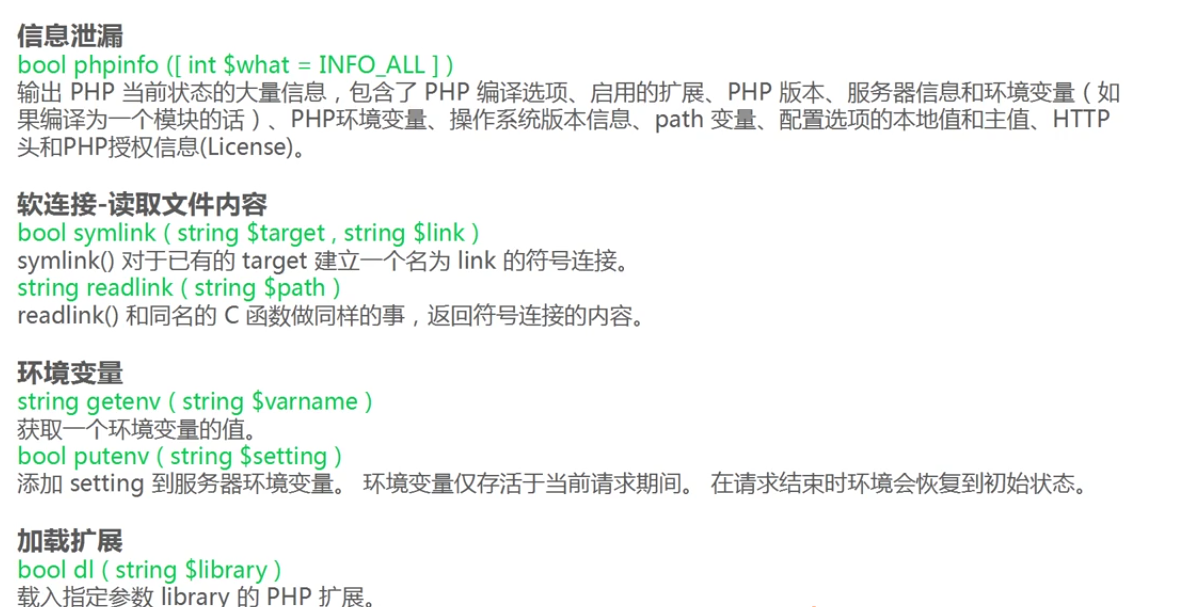 信息泄漏
bool phpinfo ([ int $what = INFO_ALL ] )
输出 PHP 当前状态的大量信息，包含了 PHP 编译选项、启用的扩展、PHP 版本、服务器信息和环境变量（如
果编译为一个模块的话）、PHP环境变量、操作系统版本信息、path 变量、配置选项的本地值和主值、HTTP
头和PHP授权信息(License)。
软连接-读取文件内容
bool symlink ( string $target , string $link )
symlink() 对于已有的 target 建立一个名为 link 的符号连接。
string readlink ( string $path )
readlink() 和同名的 C 函数做同样的事，返回符号连接的内容。
环境变量
string getenv ( string $varname )
获取一个环境变量的值。
bool putenv ( string $setting )
添加 setting 到服务器环境变量。 环境变量仅存活于当前请求期间。 在请求结束时环境会恢复到初始状态。
加载扩展
bool dl ( string $library )
载入指定参数 library 的 PHP 扩展。